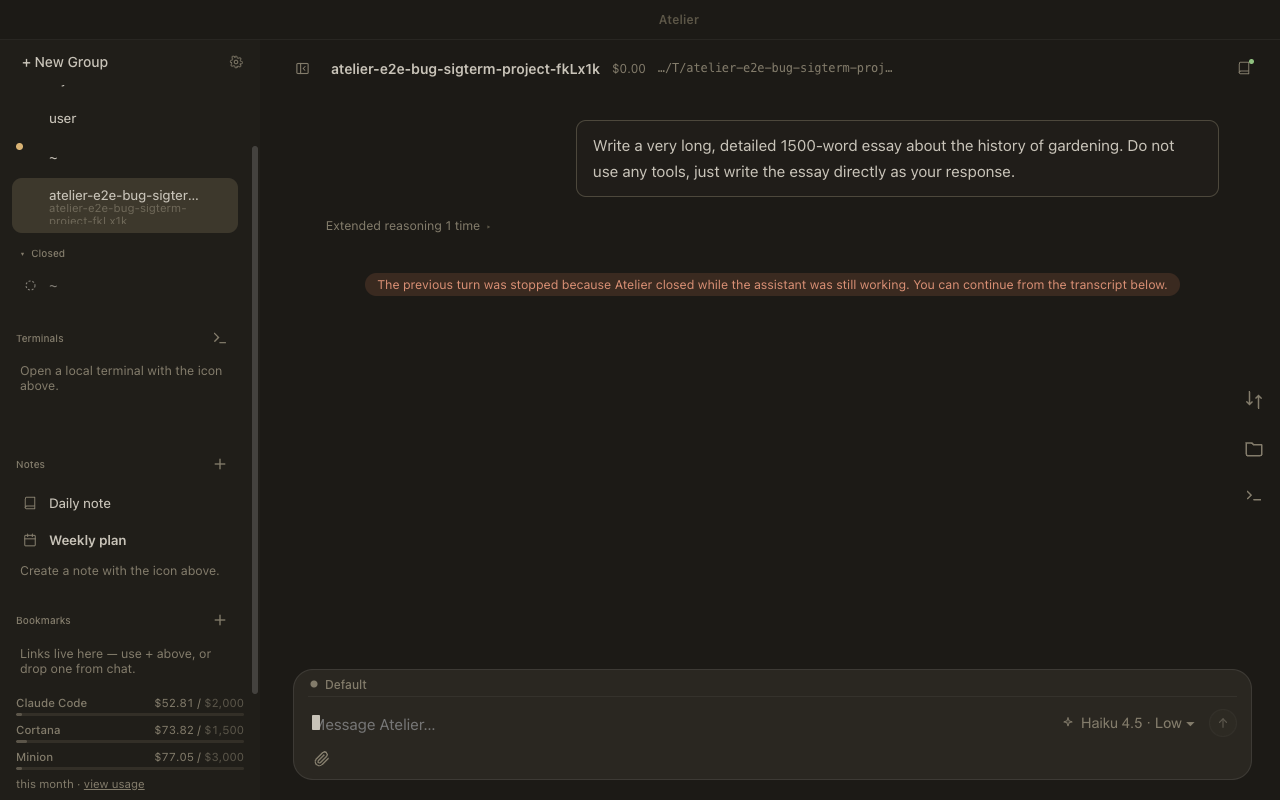 Atelier
+ New Group
user
~
atelier-e2e-bug-sigter...
atelier-e2e-bug-sigterm-
project-fkLx1k
Closed
~
Terminals
Open a local terminal with the icon
above.
Notes
Daily note
Weekly plan
Create a note with the icon above.
Bookmarks
Links live here — use + above, or
drop one from chat.
Claude Code $52.81 / $2,000
Cortana $73.82 / $1,500
Minion $77.05 / $3,000
this month · view usage
atelier-e2e-bug-sigterm-project-fkLx1k $0.00 …/T/atelier-e2e-bug-sigterm-proj…
Write a very long, detailed 1500-word essay about the history of gardening. Do not
use any tools, just write the essay directly as your response.
Extended reasoning 1 time
The previous turn was stopped because Atelier closed while the assistant was still working. You can continue from the transcript below.
Default
Message Atelier...
Haiku 4.5 · Low